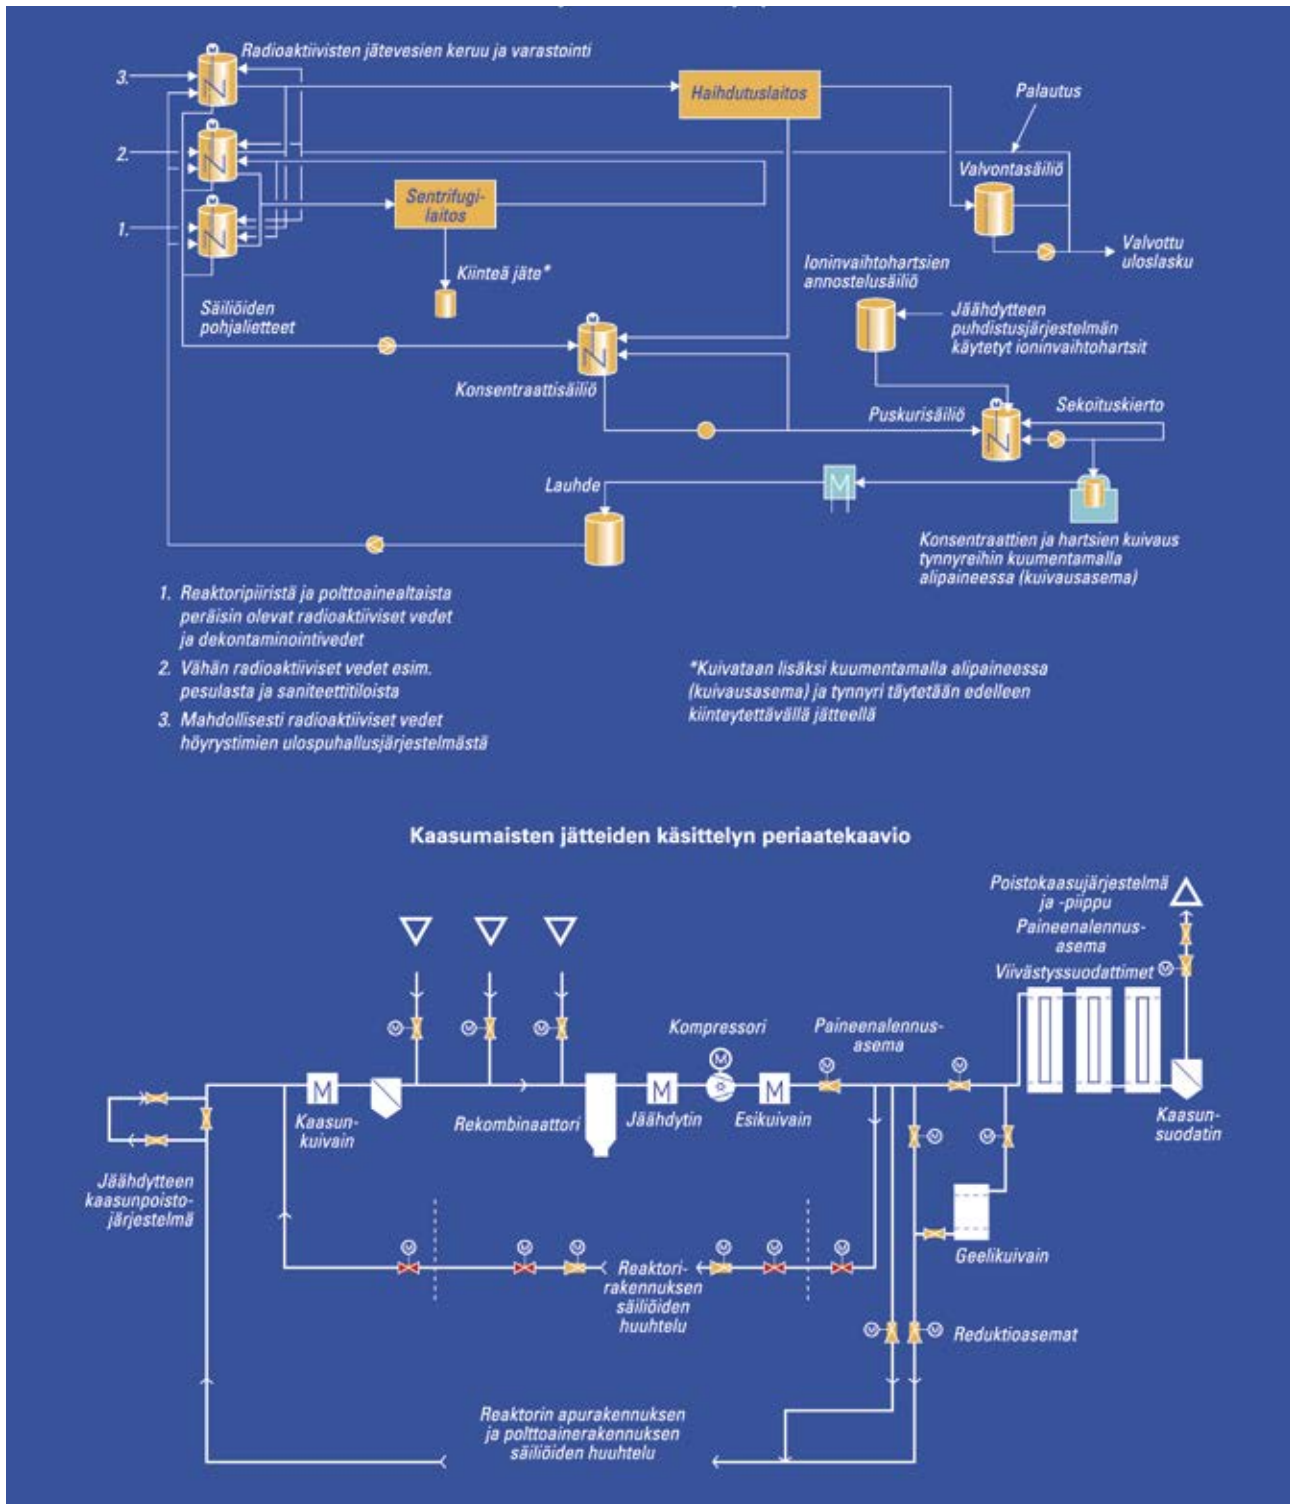 Radioaktiivisten jätevesien keruu ja varastointi
3.
Haihdutuslaitos
Palautus
2.
Valvontasäiliö
Sentrifugi-
laitos
1.
Valvottu
uloslasku
Kiinteä jäte*
Ioninvaihtohartsien
annostelusäiliö
Säiliöiden
pohjalietteet
Jäähdytteen
puhdistusjärjestelmän
käytetyt ioninvaihtohartsit
Konsentraattisäiliö
Puskurisäiliö
Sekoituskierto
Lauhde
Konsentraattien ja hartsien kuivaus
tynnyreihin kuumentamalla
alipaineessa (kuivausasema)
1. Reaktoripiiristä ja polttoainealtaista
peräisin olevat radioaktiiviset vedet
ja dekontaminointivedet
2. Vähän radioaktiiviset vedet esim.
pesulasta ja saniteettitiloista
3. Mahdollisesti radioaktiiviset vedet
höyrystimien ulospuhallusjärjestelmästä
*Kuivataan lisäksi kuumentamalla alipaineessa
(kuivausasema) ja tynnyri täytetään edelleen
kiinteytettävällä jätteellä
Kaasumaisten jätteiden käsittelyn periaatekaavio
Poistokaasujärjestelmä
ja -piippu
Paineenalennus-
asema
Viivästyssuodattimet
Kompressori
Paineenalennus-
asema
Kaasun-
kuivain
Rekombinaattori
Jäähdytin
Esikuivain
Kaasun-
suodatin
Jäähdytteen
kaasunpoisto-
järjestelmä
Geelikuivain
Reaktori-
rakennuksen
säiliöiden
huuhtelu
Reduktioasemat
Reaktorin apurakennuksen
ja polttoainerakennuksen
säiliöiden huuhtelu